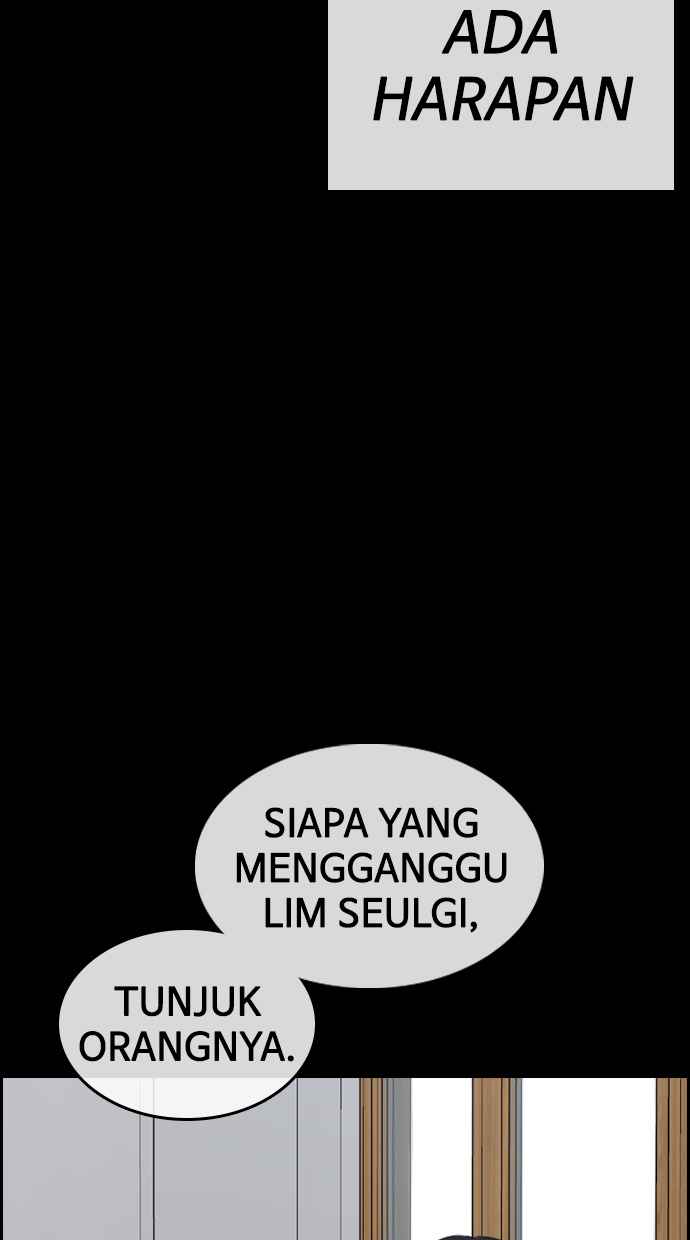 ADA
HARAPAN
SIAPA YANG
MENGGANGGU
LIM SEULGI,
TUNJUK
ORANGNYA.